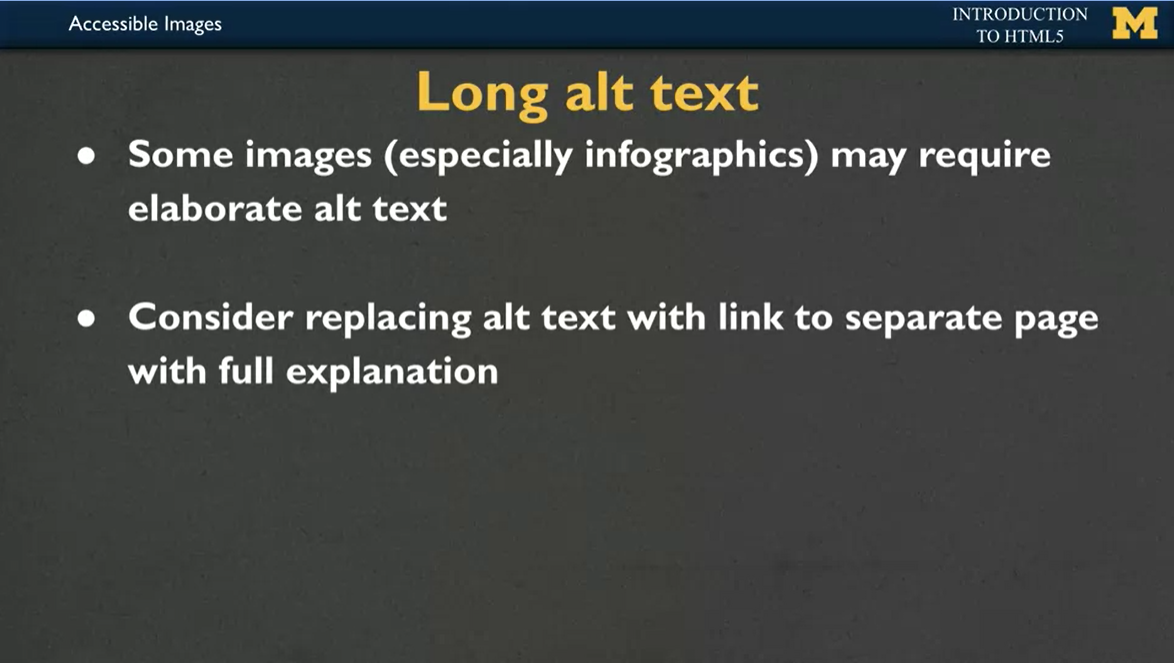 Accessible Images
INTRODUCTION
TO HTML5
M
Long alt text
● Some images (especially infographics) may require
elaborate alt text
● Consider replacing alt text with link to separate page
with full explanation